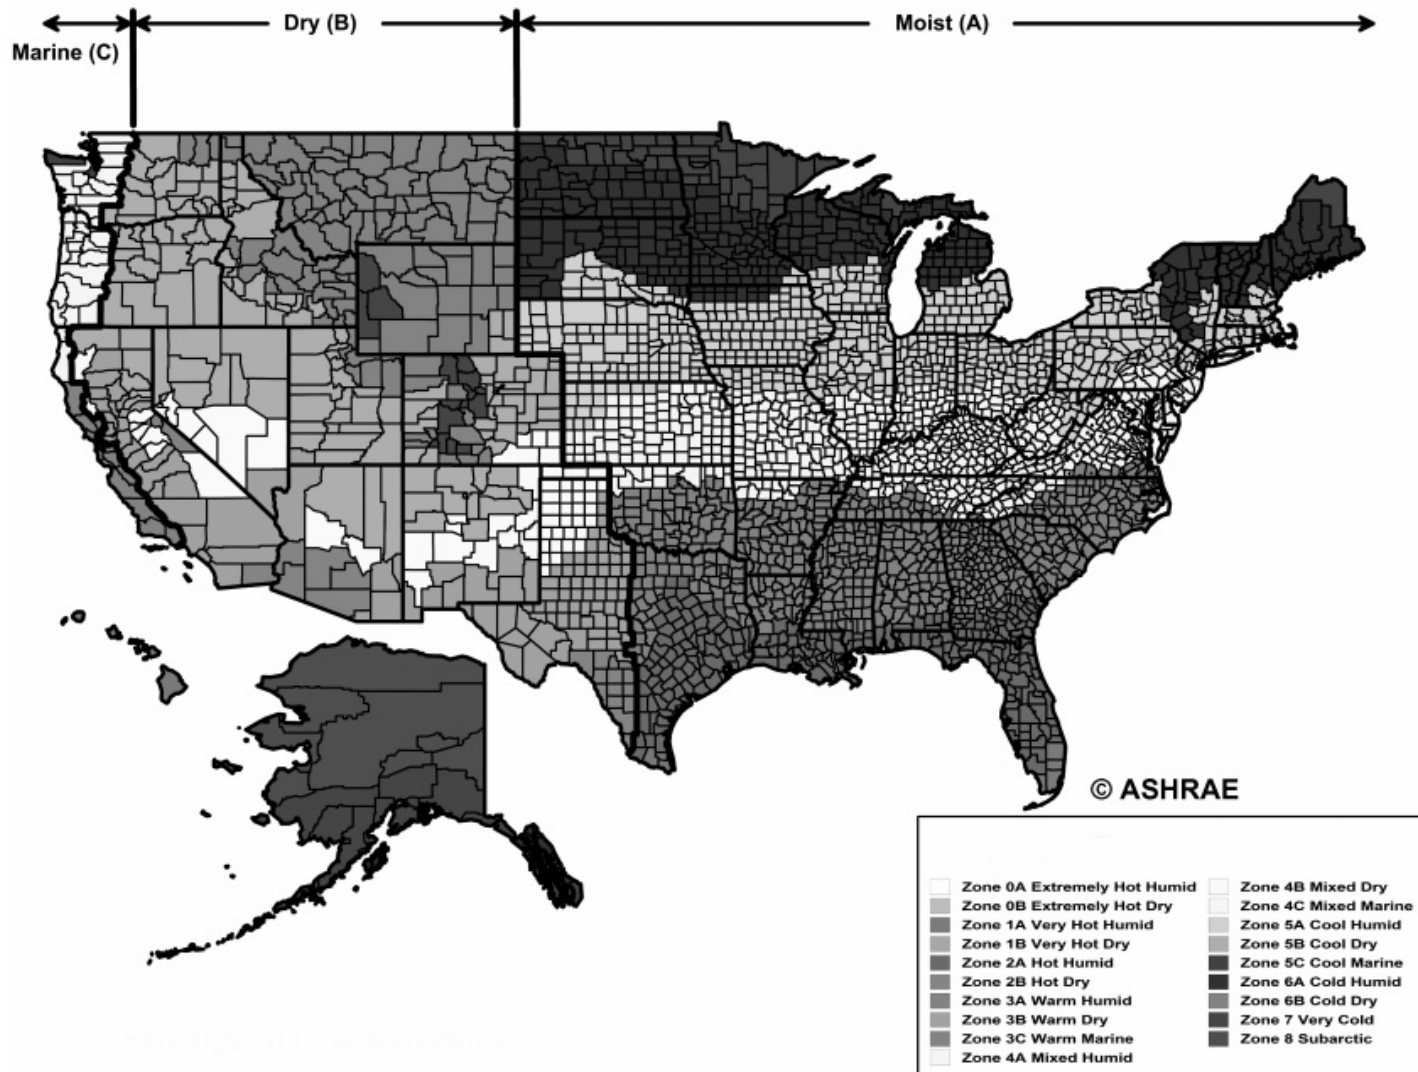 Dry (B)
Moist (A)
Marine (C)
© ASHRAE
Zone 0A Extremely Hot Humid
Zone 0B Extremely Hot Dry
Zone 1A Very Hot Humid
Zone 1B Very Hot Dry
Zone 2A Hot Humid
Zone 2B Hot Dry
Zone 3A Warm Humid
Zone 3B Warm Dry
Zone 3C Warm Marine
Zone 4A Mixed Humid
Zone 4B Mixed Dry
Zone 4C Mixed Marine
Zone 5A Cool Humid
Zone 5B Cool Dry
Zone 5C Cool Marine
Zone 6A Cold Humid
Zone 6B Cold Dry
Zone 7 Very Cold
Zone 8 Subarctic